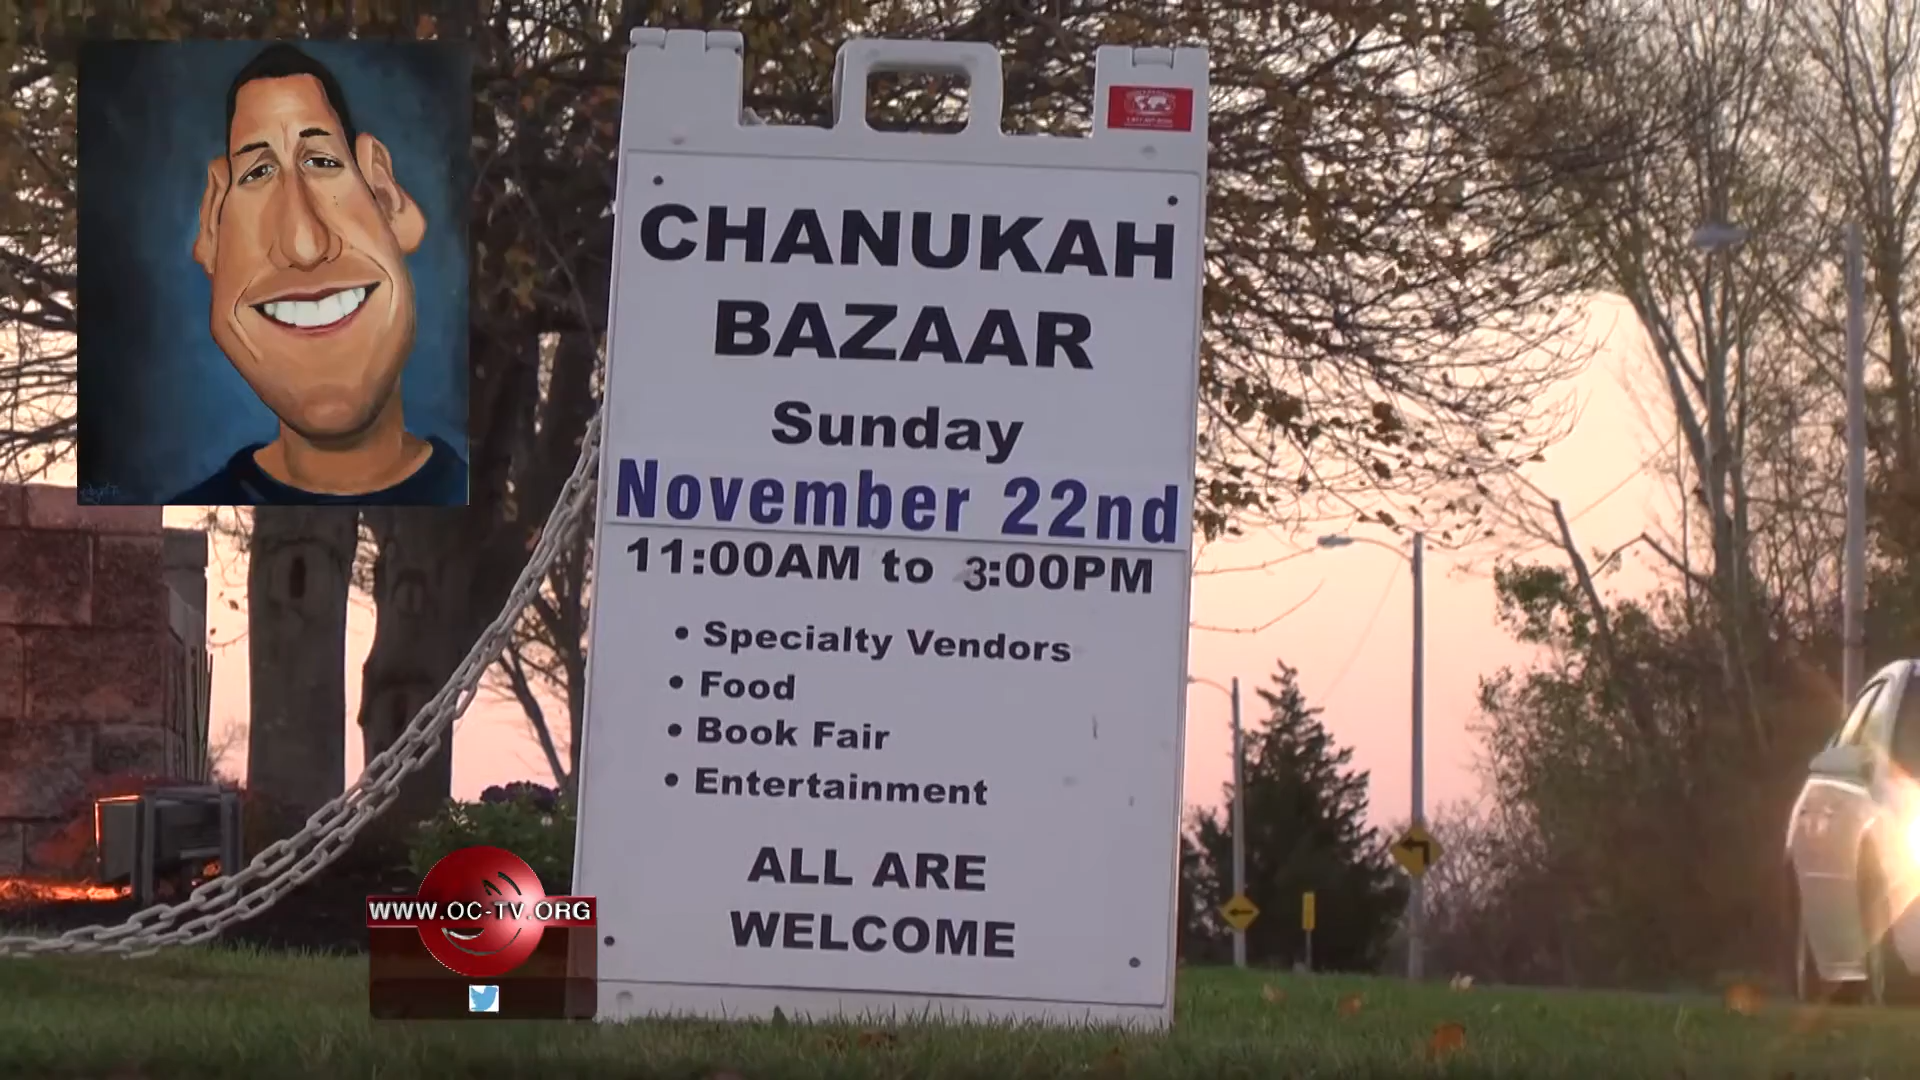 CHANUKAH
BAZAAR
Sunday
November 22nd
11:00AM to 3:00PM
• Specialty Vendors
• Food
• Book Fair
• Entertainment
ALL ARE
WELCOME
WWW.OC-TV.ORG